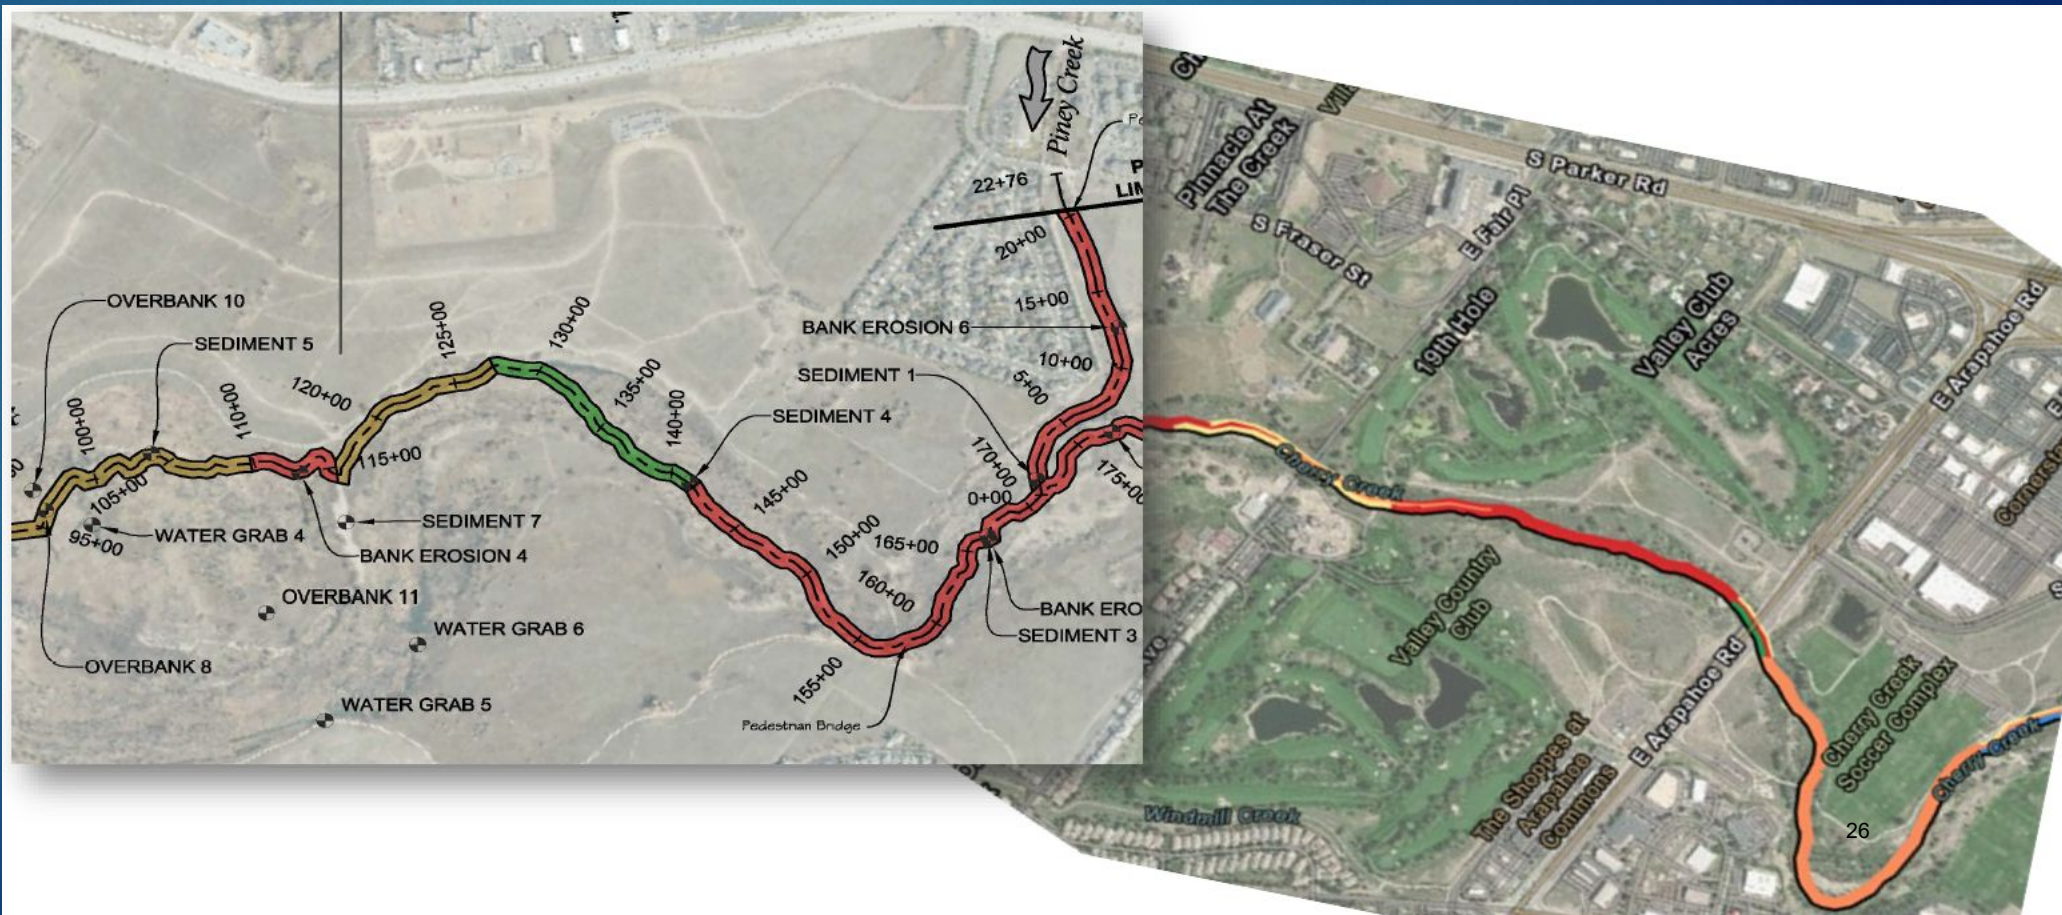 Piney Creek
22+76
20+00
15+00
BANK EROSION 6
10+00
SEDIMENT 1
5+00
OVERBANK 10
SEDIMENT 5
125+00
130+00
120+00
135+00
SEDIMENT 4
140+00
110+00
100+00
115+00
170+00
175+00
145+00
0+00
105+00
SEDIMENT 7
WATER GRAB 4
95+00
150+00
165+00
BANK EROSION 4
160+00
OVERBANK 11
BANK ERO
WATER GRAB 6
SEDIMENT 3
OVERBANK 8
155+00
WATER GRAB 5
Pedestrian Bridge
Pinnacle At
The Creek
S Parker Rd
E Fair Pl
S Fraser St
19th Hole
Valley Club
Acres
E Arapahoe Rd
Cherry Creek
Valley Country
Club
E Arapahoe Rd
Cherry Creek
Soccer Complex
Cherry Creek
The Shoppes at
Arapahoe
Commons
Windmill Creek
26